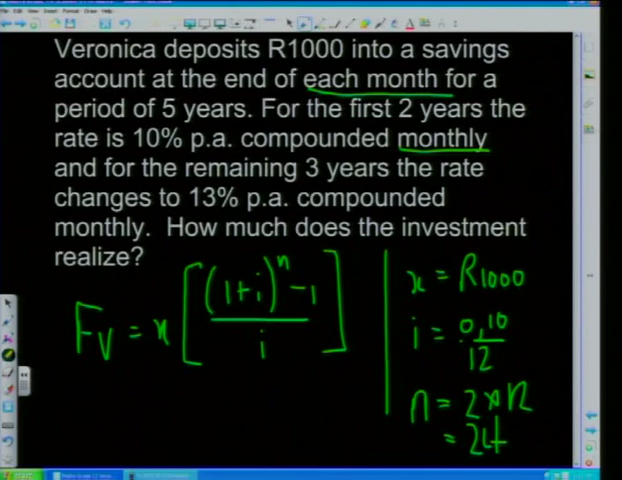 Veronica deposits R1000 into a savings
account at the end of each month for a
period of 5 years. For the first 2 years the
rate is 10% p.a. compounded monthly
and for the remaining 3 years the rate
changes to 13% p.a. compounded
monthly. How much does the investment
realize?
Fv = x [ ((1+i)^n - 1) / i ]
x = R1000
i = 0,10 / 12
n = 2 x 12
= 24